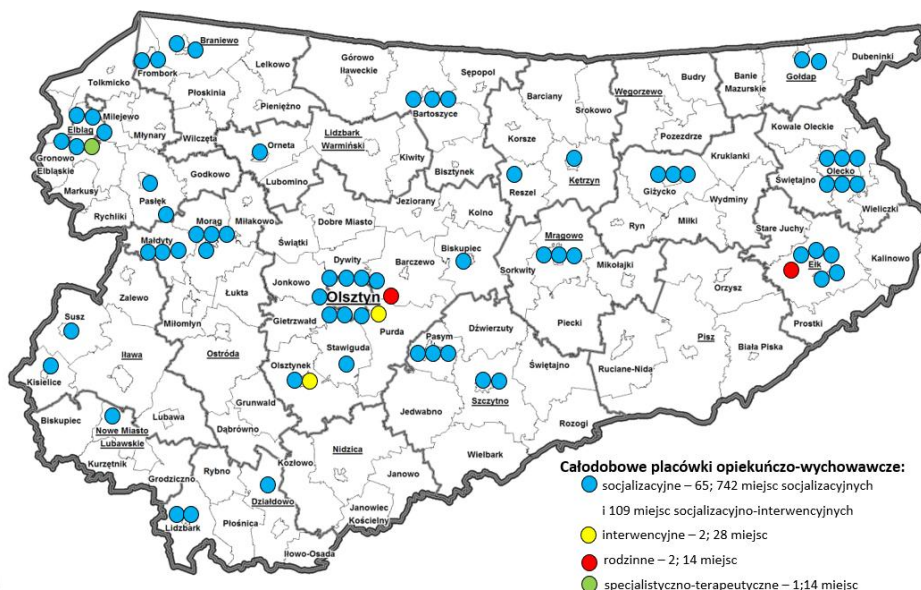 Braniewo
Frombork
Lelkowo
Górowo
Iławeckie
Sępopol
Gołdap
Dubeninki
Tolkmicko
Płoskinia
Pieniężno
Bartoszyce
Barciany
Srokowo
Węgorzewo
Budry
Banie
Mazurskie
Milejewo
Elbląg
Młynary
Wilczęta
Orneta
Lidzbark
Warmiński
Korsze
Pozezdrze
Kowale Oleckie
Gronowo
Elbląskie
Godkowo
Lubomino
Kiwity
Bisztynek
Reszel
Kętrzyn
Giżycko
Kruklanki
Świętajno
Olecko
Markusy
Pasłęk
Rychliki
Wydminy
Wieliczki
Morąg
Miłakowo
Dobre Miasto
Jeziorany
Kolno
Ryn
Miłki
Stare Juchy
Małdyty
Świątki
Dywity
Barczewo
Biskupiec
Mrągowo
Sorkwity
Mikołajki
Ełk
Kalinowo
Zalewo
Łukta
Jonkowo
Olsztyn
Orzysz
Susz
Miłomłyn
Gietrzwałd
Purda
Dźwierzuty
Piecki
Prostki
Iława
Ostróda
Stawiguda
Pasym
Pisz
Biała Piska
Kisielice
Olsztynek
Świętajno
Ruciane-Nida
Szczytno
Grunwald
Jedwabno
Biskupiec
Nowe Miasto
Lubawskie
Lubawa
Dąbrówno
Rozogi
Kurzętnik
Grodziczno
Rybno
Kozłowo
Nidzica
Wielbark
Janowo
Działdowo
Janowiec
Kościelny
Lidzbark
Płośnica
Iłowo-Osada
Całodobowe placówki opiekuńczo-wychowawcze:
socjalizacyjne – 65; 742 miejsc socjalizacyjnych
i 109 miejsc socjalizacyjno-interwencyjnych
interwencyjne – 2; 28 miejsc
rodzinne – 2; 14 miejsc
specjalistyczno-terapeutyczne – 1;14 miejsc